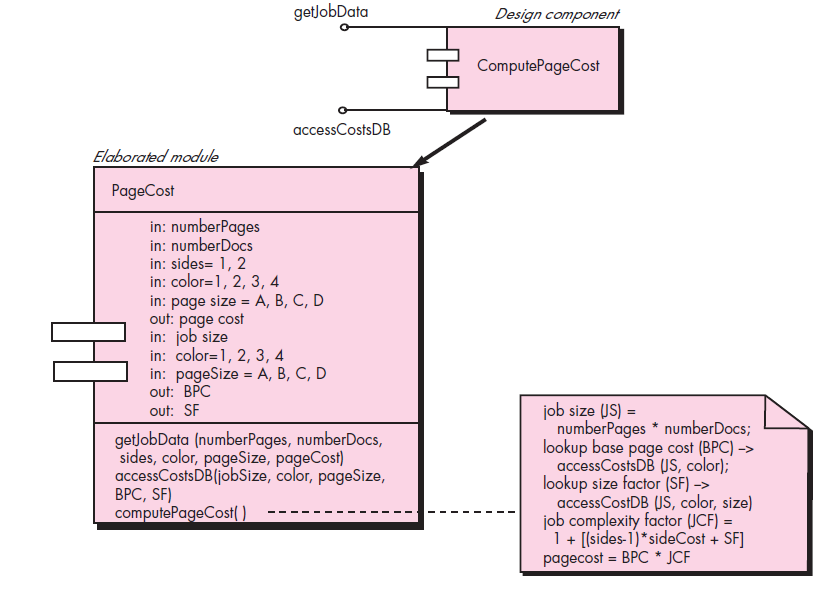 getJobData
Design component
ComputePageCost
accessCostsDB
Elaborated module
PageCost
in: numberPages
in: numberDocs
in: sides= 1, 2
in: color=1, 2, 3, 4
in: page size = A, B, C, D
out: page cost
in: job size
in: color=1, 2, 3, 4
in: pageSize = A, B, C, D
out: BPC
out: SF
getJobData (numberPages, numberDocs,
sides, color, pageSize, pageCost)
accessCostsDB(jobSize, color, pageSize,
BPC, SF)
computePageCost( )
job size (JS) =
numberPages * numberDocs;
lookup base page cost (BPC) –>
accessCostsDB (JS, color);
lookup size factor (SF) –>
accessCostDB (JS, color, size)
job complexity factor (JCF) =
1 + [(sides-1)*sideCost + SF]
pagecost = BPC * JCF